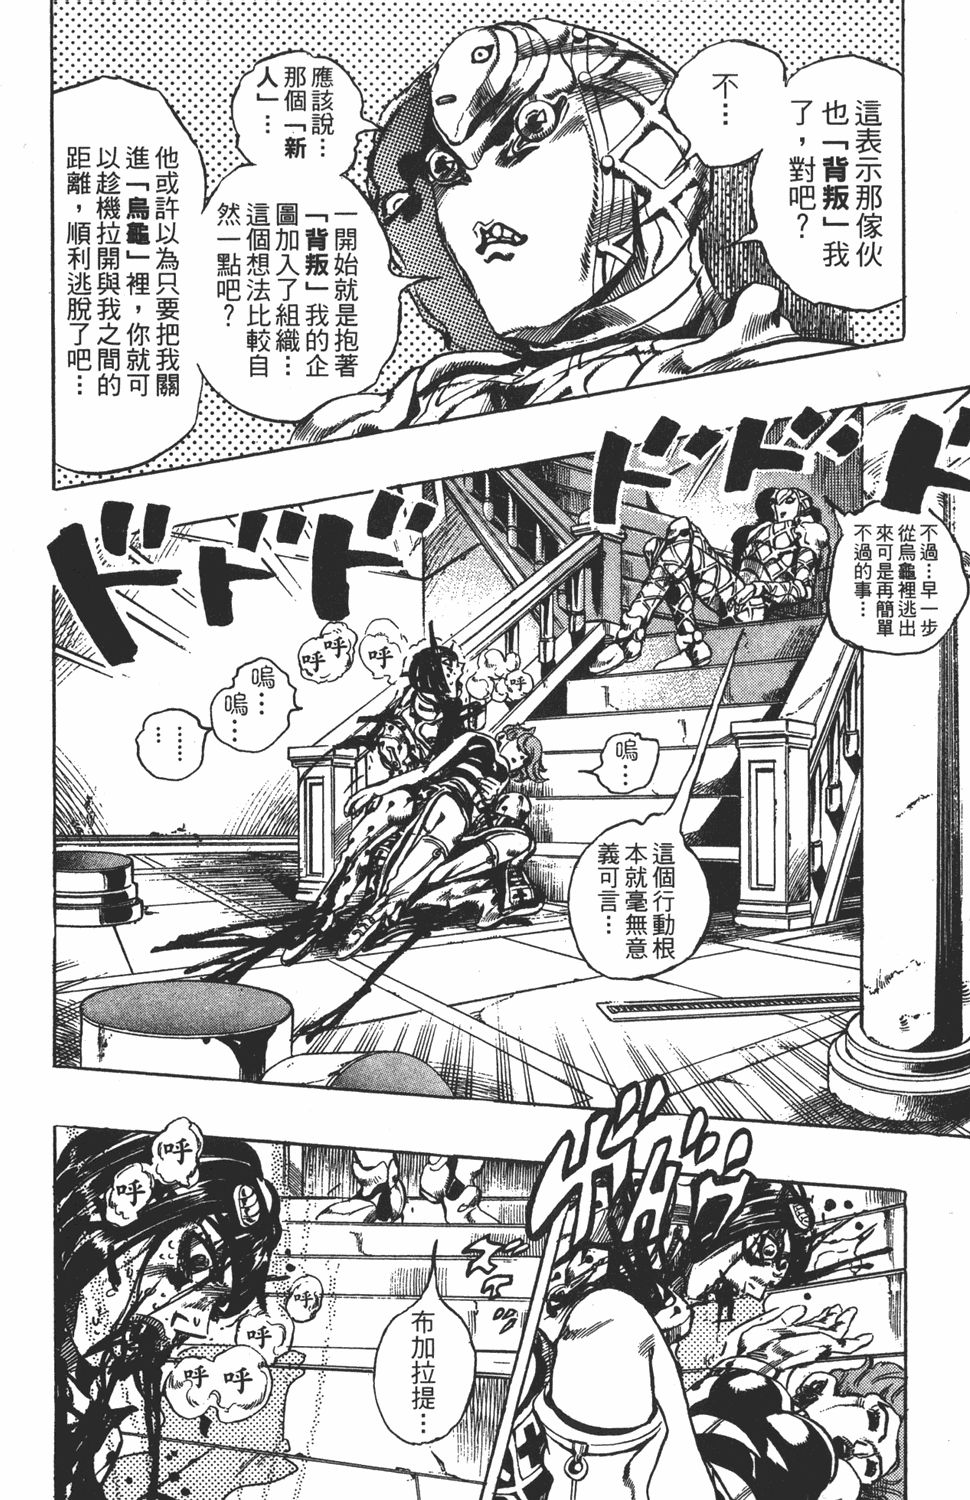 這表示那傢伙
也「背叛」我
了，對吧？
不…
應該說…
那個「新
人」…
一開始就是抱著
「背叛」我的企
圖加入了組織…
這個想法比較自
然一點吧？
他或許以為只要把我關
進「烏龜」裡，你就可
以趁機拉開與我之間的
距離，順利逃脫了吧…
ドドド
不過…早一步
從烏龜裡逃出
來可是再簡單
不過的事…
ドドド
呼
呼
呼
呼
嗚…
嗚…
……
嗚…
這個行動根
本就毫無意
義可言…
布加拉提…
呼
呼
呼
呼
呼
呼